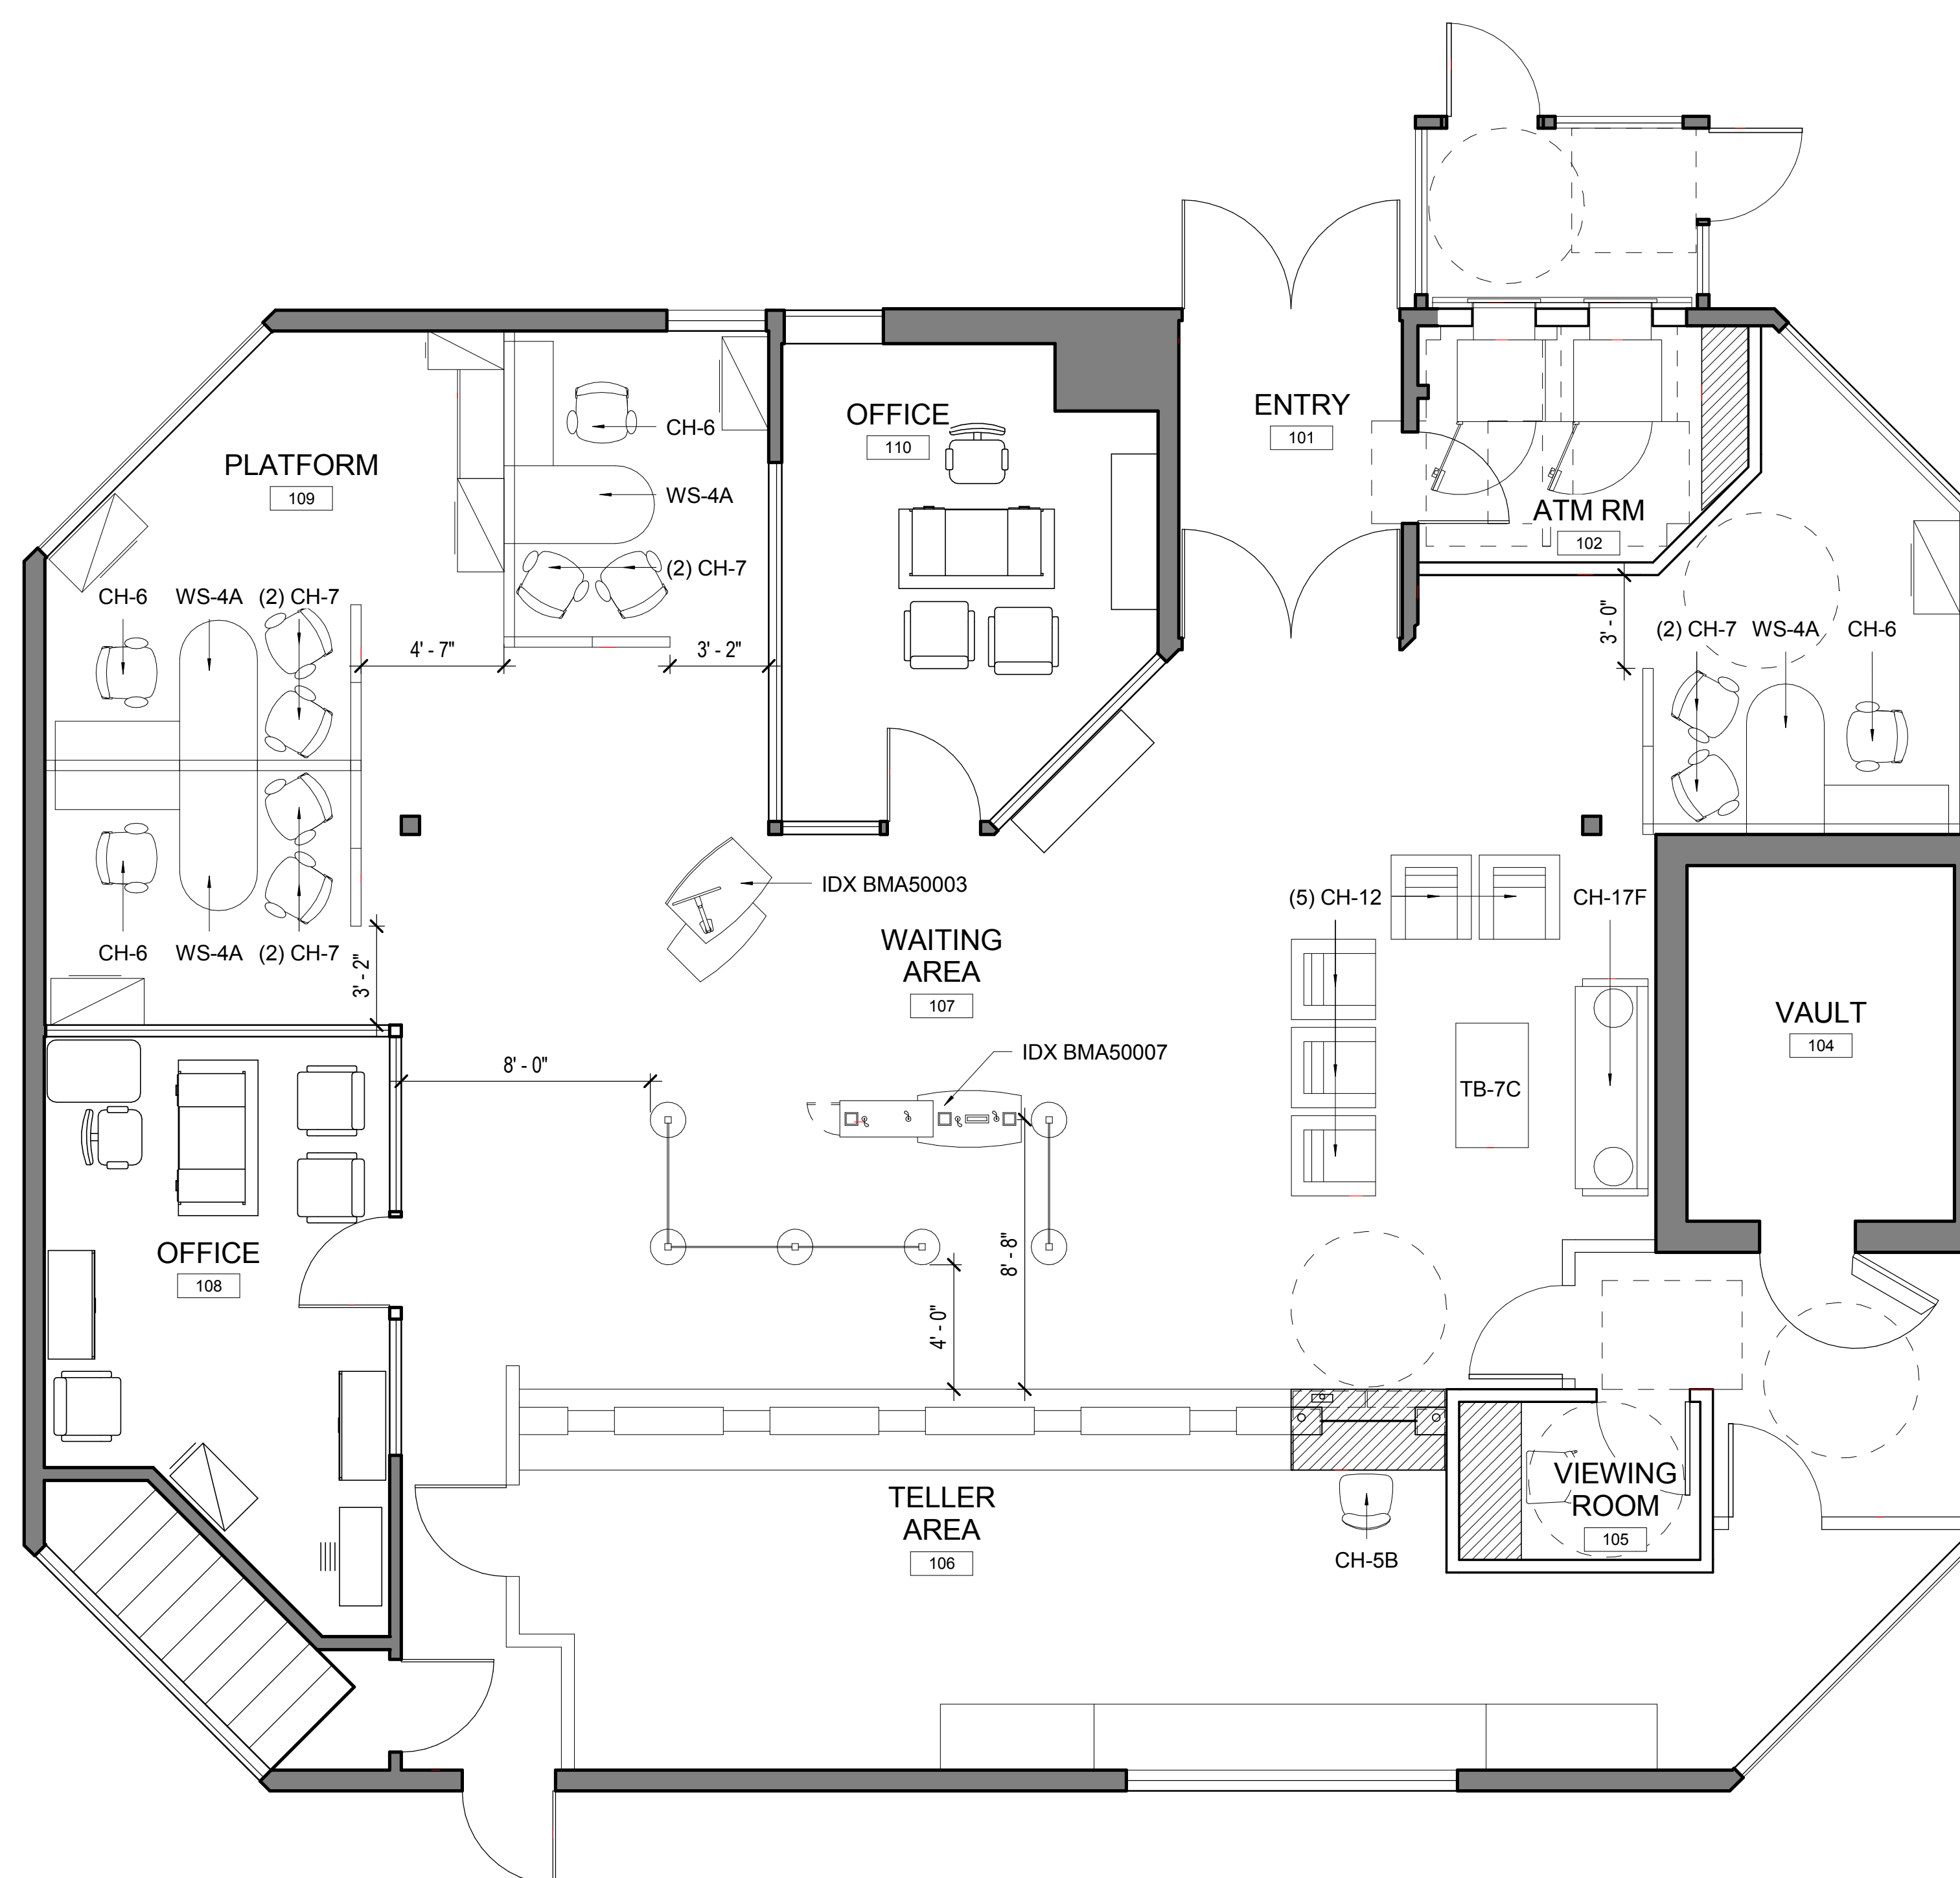 OFFICE
110
ENTRY
101
CH-6
PLATFORM
109
WS-4A
ATM RM
102
(2) CH-7
CH-6 WS-4A (2) CH-7
4' - 7"
3' - 2"
3' - 0"
(2) CH-7 WS-4A CH-6
IDX BMA50003
(5) CH-12
CH-17F
CH-6 WS-4A (2) CH-7
3' - 2"
WAITING
AREA
107
VAULT
104
8' - 0"
IDX BMA50007
TB-7C
OFFICE
108
8' - 8"
4' - 0"
TELLER
AREA
106
VIEWING
ROOM
105
CH-5B